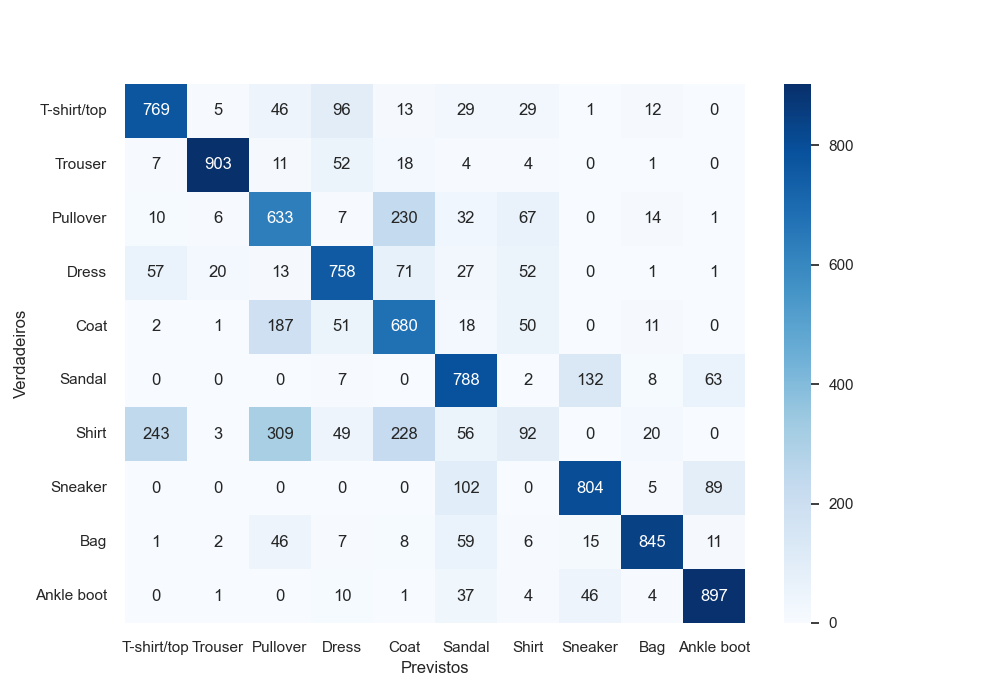 T-shirt/top 769 5 46 96 13 29 29 1 12 0
Trouser 7 903 11 52 18 4 4 0 1 0
Pullover 10 6 633 7 230 32 67 0 14 1
Dress 57 20 13 758 71 27 52 0 1 1
Coat 2 1 187 51 680 18 50 0 11 0
Sandal 0 0 0 7 0 788 2 132 8 63
Shirt 243 3 309 49 228 56 92 0 20 0
Sneaker 0 0 0 0 0 102 0 804 5 89
Bag 1 2 46 7 8 59 6 15 845 11
Ankle boot 0 1 0 10 1 37 4 46 4 897
T-shirt/top Trouser Pullover Dress Coat Sandal Shirt Sneaker Bag Ankle boot
Previstos
Verdadeiros
800
600
400
200
0